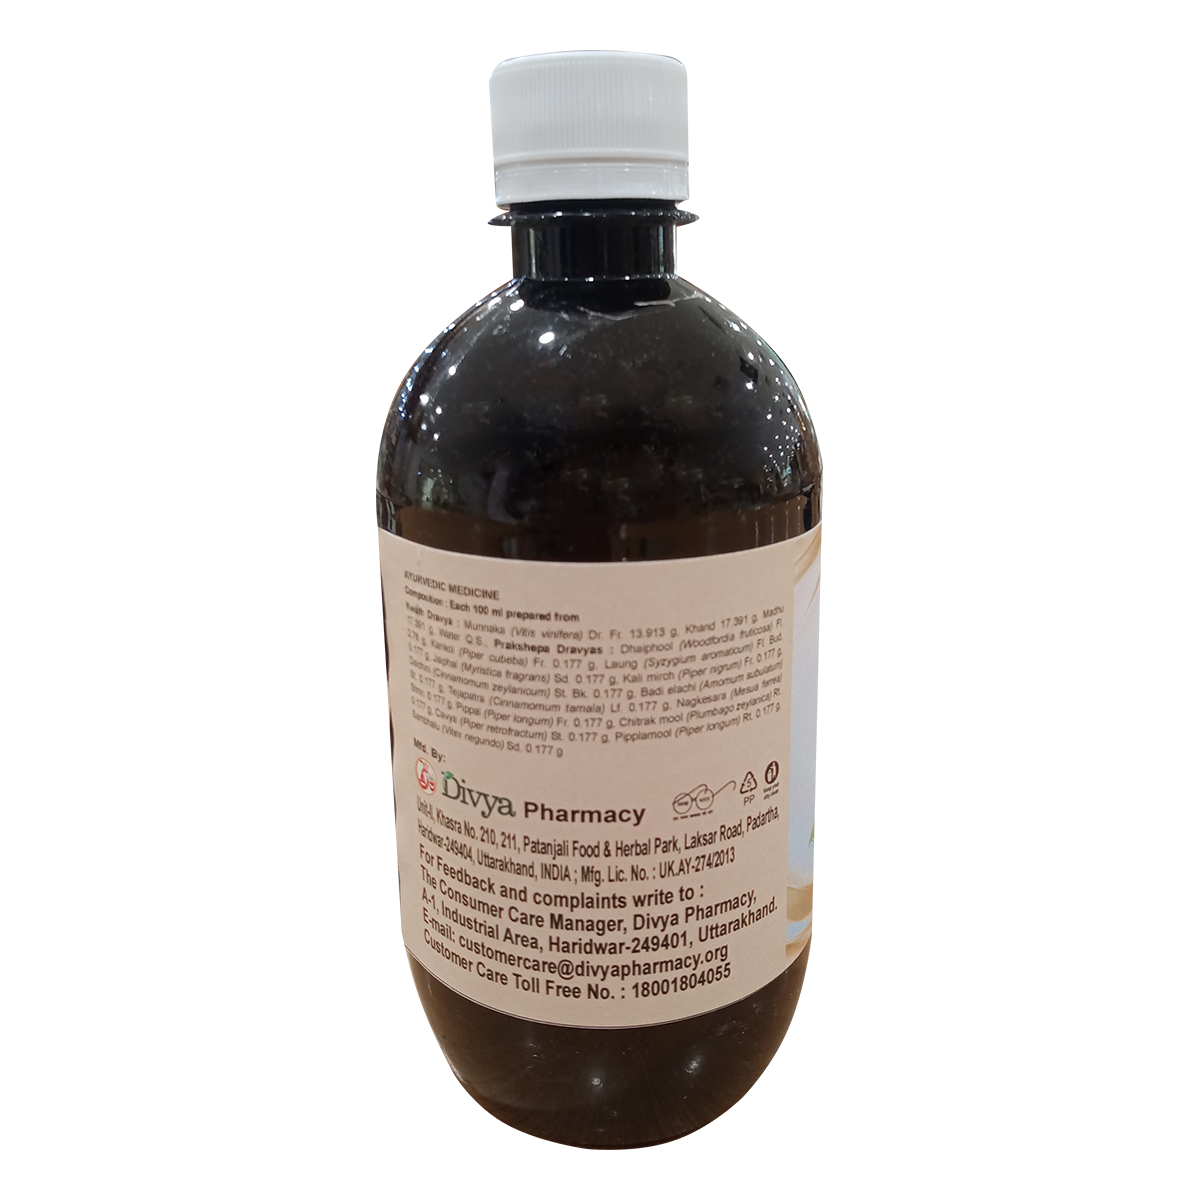 AYURVEDIC MEDICINE
Composition : Each 100 ml prepared from
Kwath Dravya : Munnaka (Vitis vinifera) Dr. Fr. 13.913 g, Khand 17.391 g, Madhu
17.391 g, Water Q.S., Prakshepa Dravyas : Dhaiphool (Woodfordia fruticosa) Fl.
2.78 g, Kankol (Piper cubeba) Fr. 0.177 g, Laung (Syzygium aromaticum) Fl. Bud.
0.177 g, Jaiphal (Myristica fragrans) Sd. 0.177 g, Kali mirch (Piper nigrum) Fr. 0.177 g,
Dalchini (Cinnamomum zeylanicum) St. Bk. 0.177 g, Badi elachi (Amomum subulatum)
0.177 g, Tejapatra (Cinnamomum tamala) Lf. 0.177 g, Nagkesara (Mesua ferrea)
Stmn. 0.177 g, Pippal (Piper longum) Fr. 0.177 g, Chitrak mool (Plumbago zeylanica) Rt.
0.177 g, Cavya (Piper retrofractum) St. 0.177 g, Pipplamool (Piper longum) Rt. 0.177 g,
Sambhalu (Vitex negundo) Sd. 0.177 g
Mfd. By:
Divya Pharmacy
PP
Unit-II, Khasra No. 210, 211, Patanjali Food & Herbal Park, Laksar Road, Padartha,
Haridwar-249404, Uttarakhand, INDIA ; Mfg. Lic. No. : UK.AY-274/2013
For Feedback and complaints write to :
The Consumer Care Manager, Divya Pharmacy,
A-1, Industrial Area, Haridwar-249401, Uttarakhand.
E-mail: customercare@divyapharmacy.org
Customer Care Toll Free No. : 18001804055